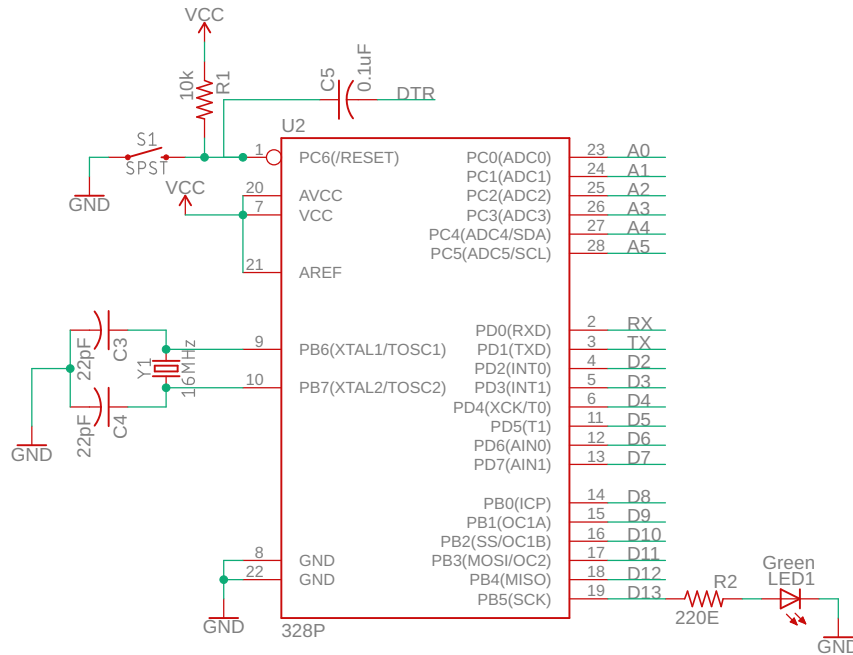 VCC
10k
R1
C5
0.1uF
DTR
S1
SPST
GND
VCC
U2
1
PC6(/RESET)
20
AVCC
7
VCC
21
AREF
9
PB6(XTAL1/TOSC1)
10
PB7(XTAL2/TOSC2)
8
GND
22
GND
GND
328P
22pF
C3
22pF
C4
Y1
16MHz
GND
PC0(ADC0)
23
A0
PC1(ADC1)
24
A1
PC2(ADC2)
25
A2
PC3(ADC3)
26
A3
PC4(ADC4/SDA)
27
A4
PC5(ADC5/SCL)
28
A5
PD0(RXD)
2
RX
PD1(TXD)
3
TX
PD2(INT0)
4
D2
PD3(INT1)
5
D3
PD4(XCK/T0)
6
D4
PD5(T1)
11
D5
PD6(AIN0)
12
D6
PD7(AIN1)
13
D7
PB0(ICP)
14
D8
PB1(OC1A)
15
D9
PB2(SS/OC1B)
16
D10
PB3(MOSI/OC2)
17
D11
PB4(MISO)
18
D12
PB5(SCK)
19
D13
R2
220E
Green
LED1
GND